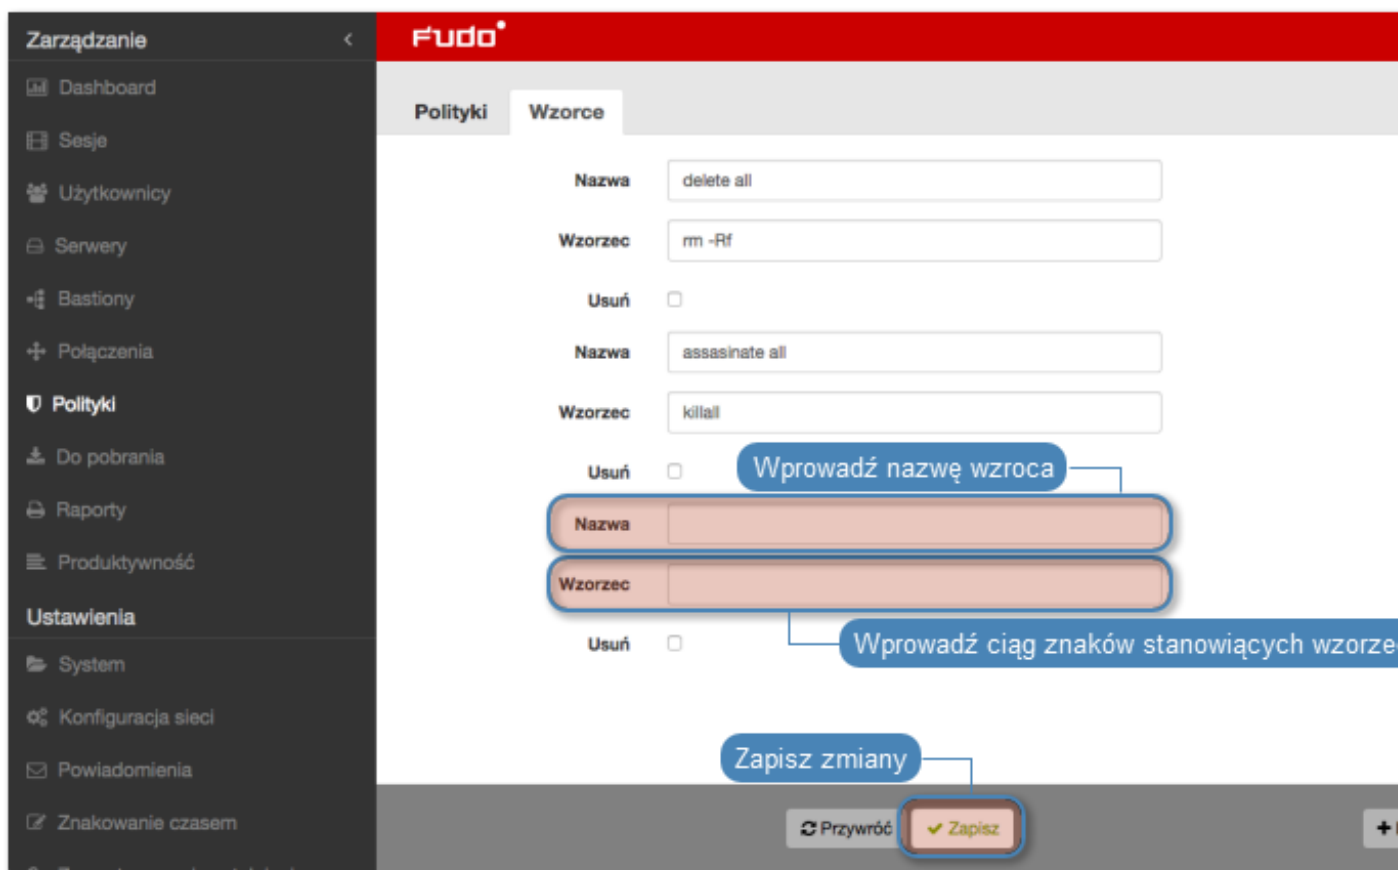 Zarządzanie
Dashboard
Sesje
Użytkownicy
Serwery
Bastiony
Połączenia
Polityki
Do pobrania
Raporty
Produktywność
Ustawienia
System
Konfiguracja sieci
Powiadomienia
Znakowanie czasem
FUDO
Polityki Wzorce
Nazwa delete all
Wzorzec rm -Rf
Usuń
Nazwa assasinate all
Wzorzec killall
Usuń
Wprowadź nazwę wzroca
Nazwa
Wzorzec
Usuń
Wprowadź ciąg znaków stanowiących wzorze
Zapisz zmiany
Przywróć Zapisz